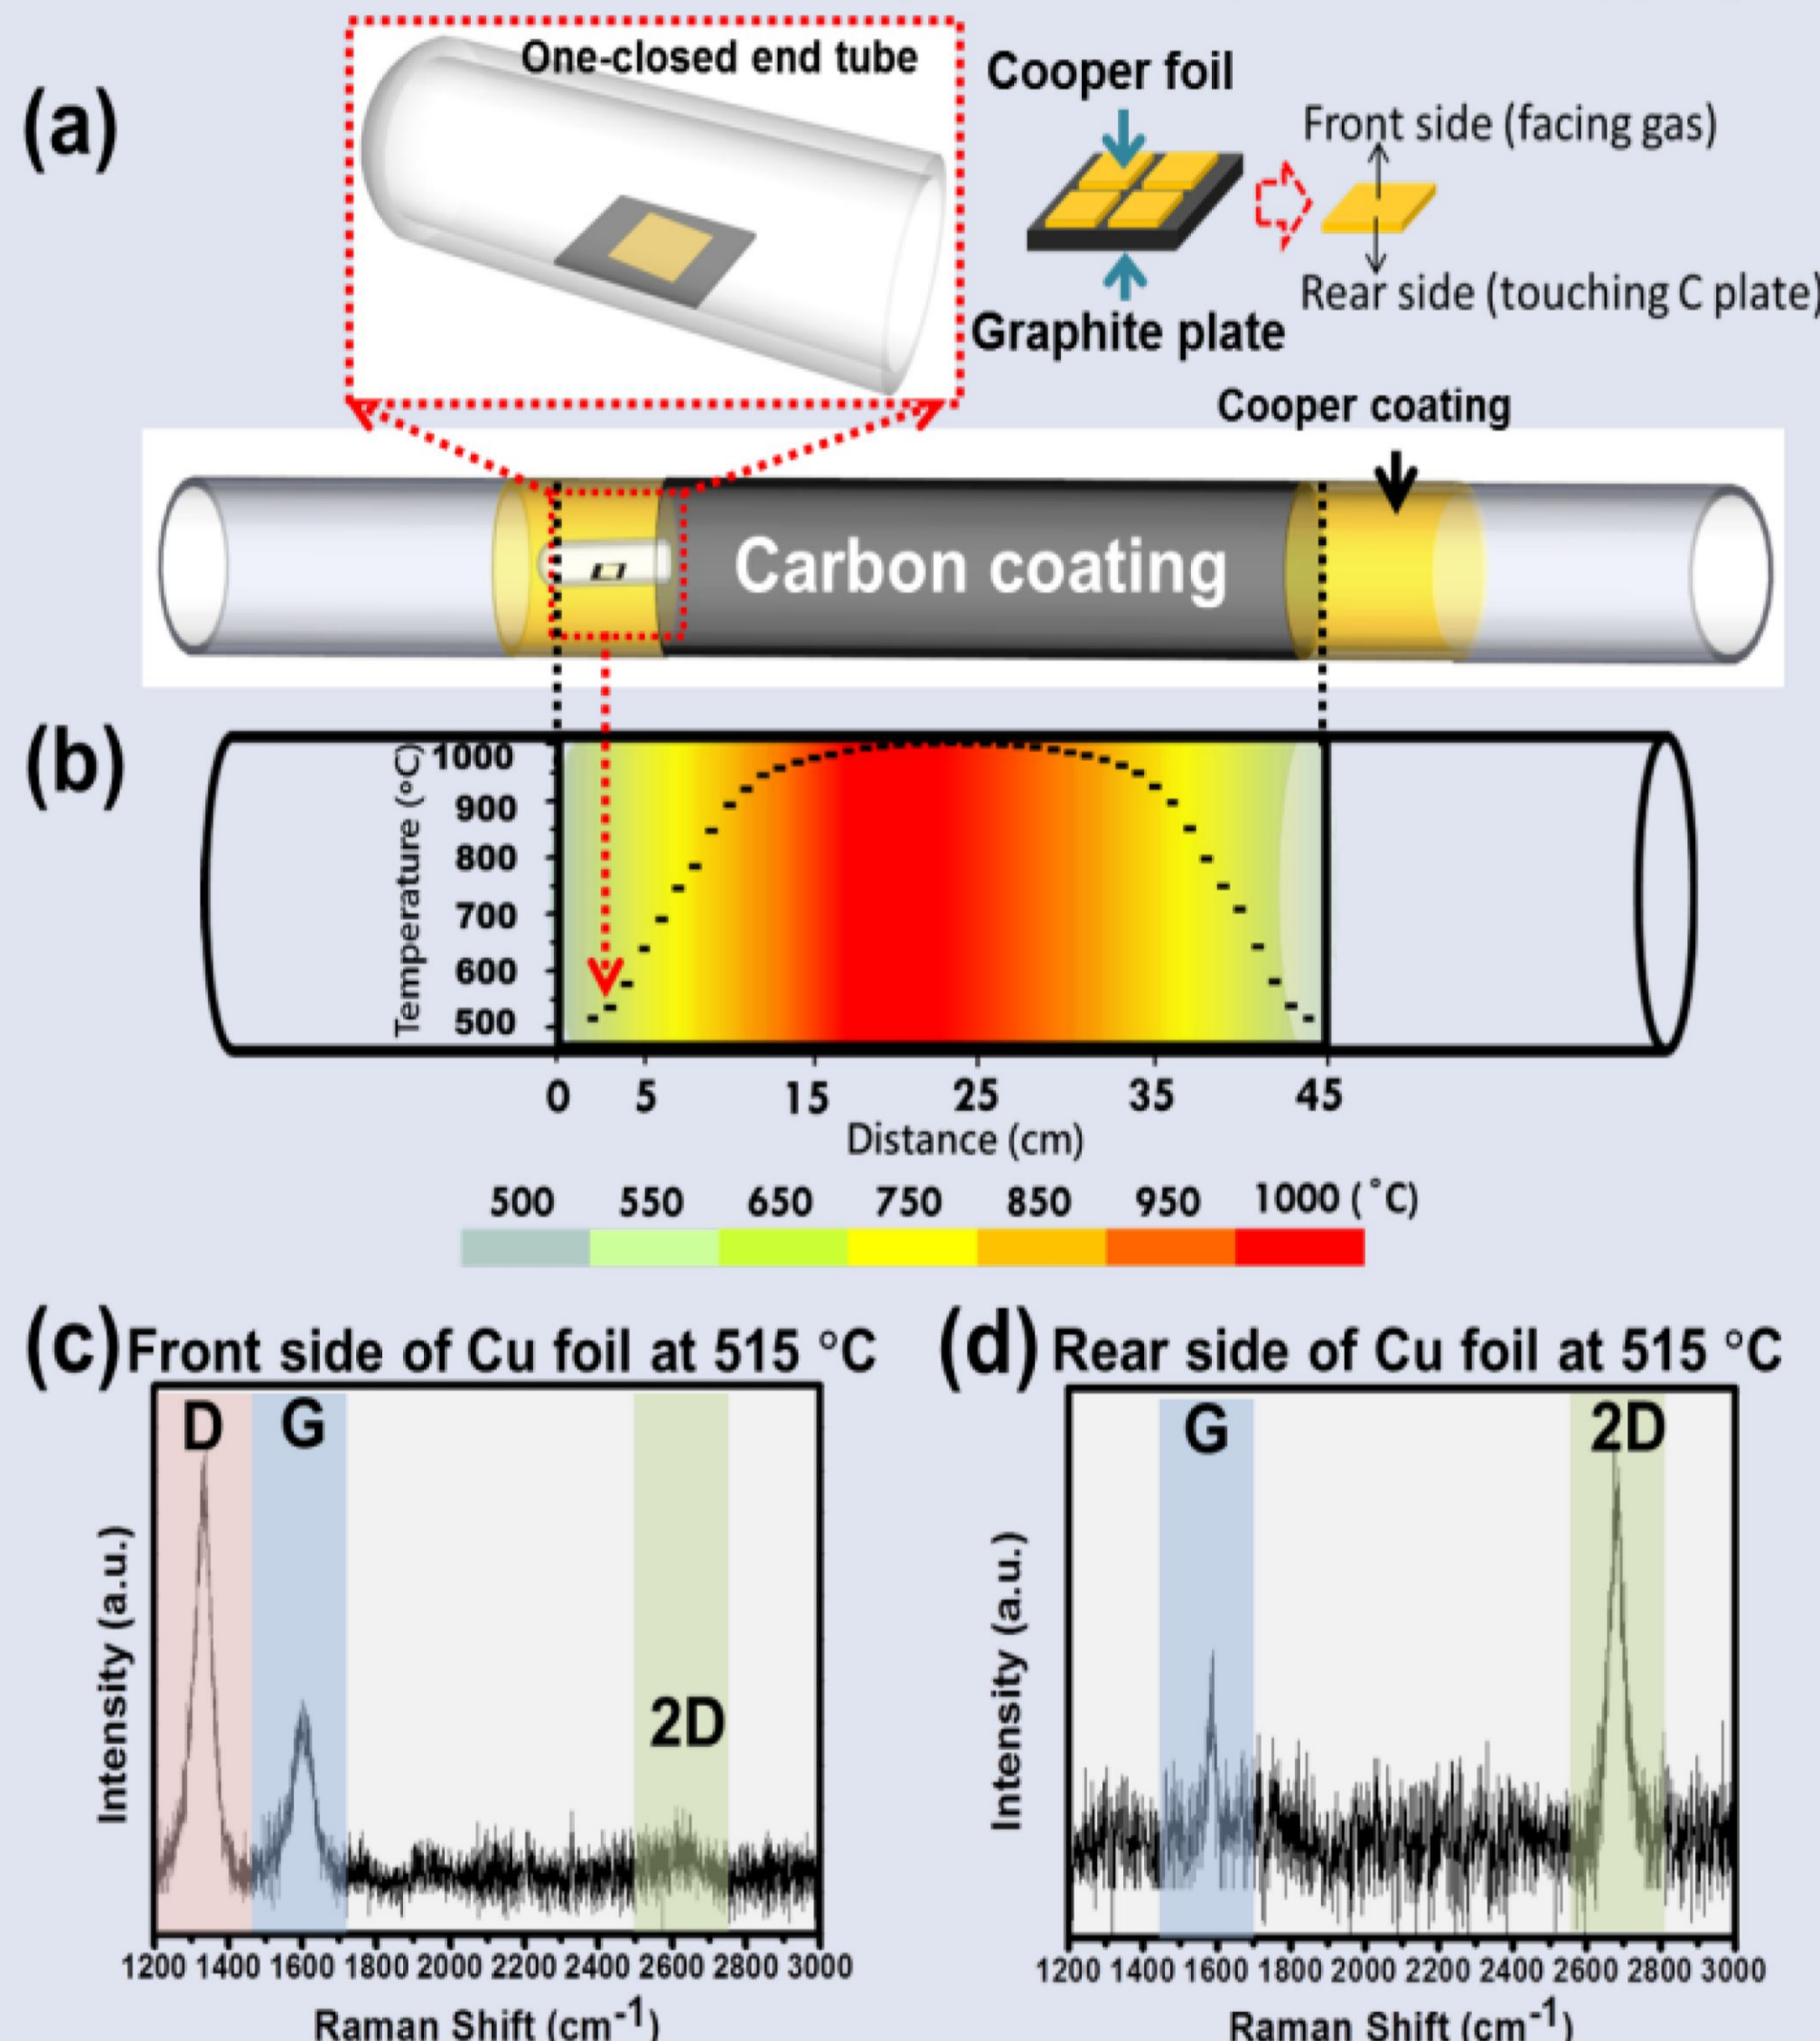 (a)
One-closed end tube
Cooper foil
Front side (facing gas)
Rear side (touching C plate)
Graphite plate
Cooper coating
Carbon coating
(b)
Temperature (°C)
1000
900
800
700
600
500
0 5 15 25 35 45
Distance (cm)
500 550 650 750 850 950 1000 (°C)
(c) Front side of Cu foil at 515 °C
D G
2D
Intensity (a.u.)
1200 1400 1600 1800 2000 2200 2400 2600 2800 3000
Raman Shift (cm-1)
(d) Rear side of Cu foil at 515 °C
G 2D
Intensity (a.u.)
1200 1400 1600 1800 2000 2200 2400 2600 2800 3000
Raman Shift (cm-1)